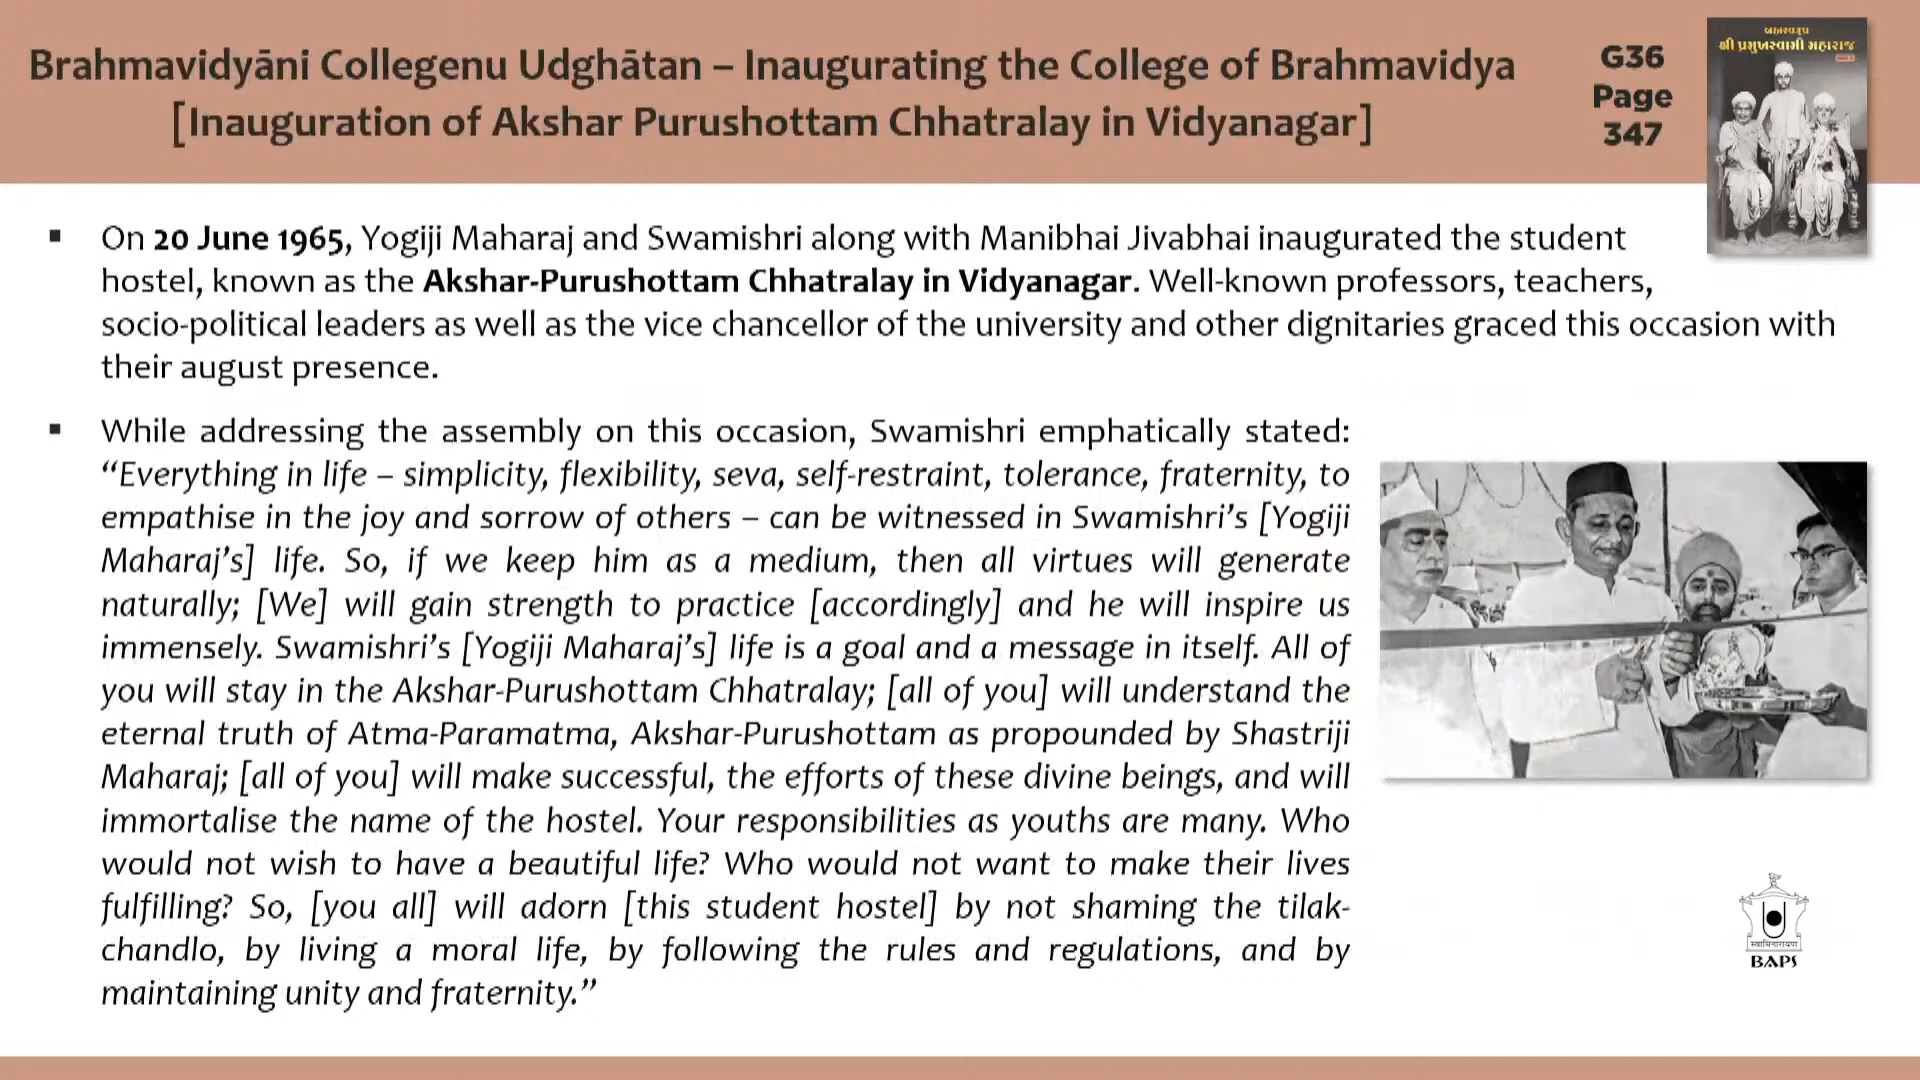 Brahmavidyāni Collegenu Udghātan – Inaugurating the College of Brahmavidya
[Inauguration of Akshar Purushottam Chhatralay in Vidyanagar]
G36
Page
347
બ્રહ્મસ્વરૂપ
શ્રી પ્રમુખસ્વામી મહારાજ
▪ On 20 June 1965, Yogiji Maharaj and Swamishri along with Manibhai Jivabhai inaugurated the student
hostel, known as the Akshar-Purushottam Chhatralay in Vidyanagar. Well-known professors, teachers,
socio-political leaders as well as the vice chancellor of the university and other dignitaries graced this occasion with
their august presence.
▪ While addressing the assembly on this occasion, Swamishri emphatically stated:
“Everything in life – simplicity, flexibility, seva, self-restraint, tolerance, fraternity, to
empathise in the joy and sorrow of others – can be witnessed in Swamishri’s [Yogiji
Maharaj’s] life. So, if we keep him as a medium, then all virtues will generate
naturally; [We] will gain strength to practice [accordingly] and he will inspire us
immensely. Swamishri’s [Yogiji Maharaj’s] life is a goal and a message in itself. All of
you will stay in the Akshar-Purushottam Chhatralay; [all of you] will understand the
eternal truth of Atma-Paramatma, Akshar-Purushottam as propounded by Shastriji
Maharaj; [all of you] will make successful, the efforts of these divine beings, and will
immortalise the name of the hostel. Your responsibilities as youths are many. Who
would not wish to have a beautiful life? Who would not want to make their lives
fulfilling? So, [you all] will adorn [this student hostel] by not shaming the tilak-
chandlo, by living a moral life, by following the rules and regulations, and by
maintaining unity and fraternity.”
स्वामिनारायण
BAPS